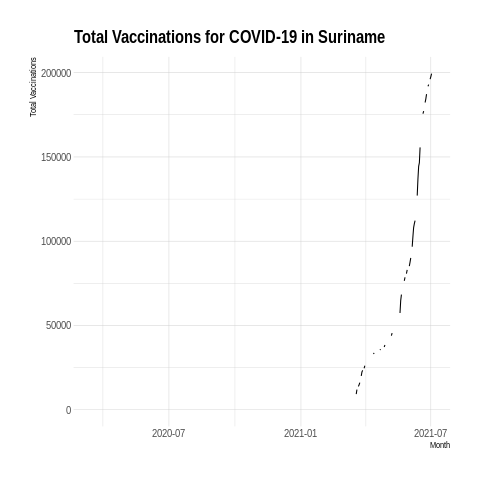 Total Vaccinations for COVID-19 in Suriname
Total Vaccinations
200000
150000
100000
50000
0
2020-07 2021-01 2021-07
Month